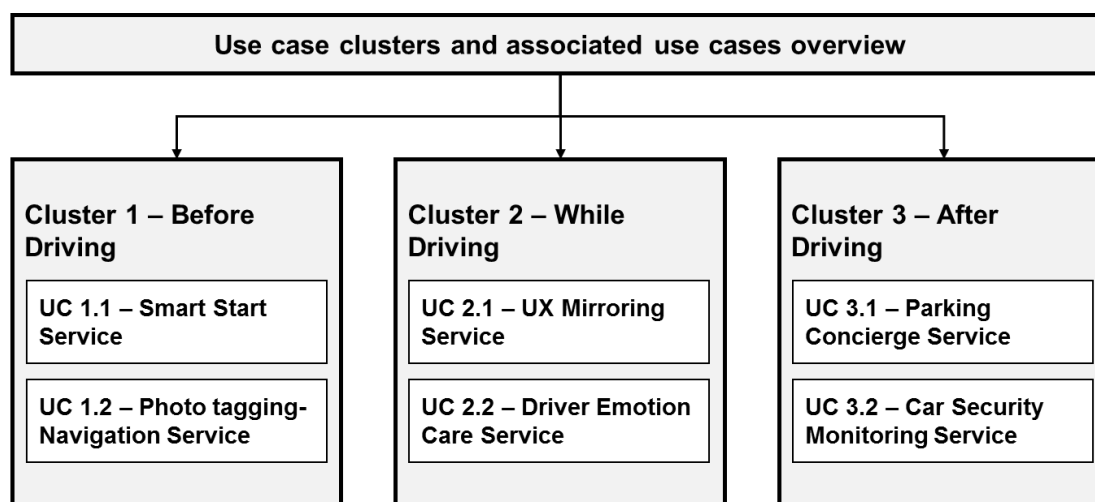 Use case clusters and associated use cases overview
Cluster 1 – Before
Driving
UC 1.1 – Smart Start
Service
UC 1.2 – Photo tagging-
Navigation Service
Cluster 2 – While
Driving
UC 2.1 – UX Mirroring
Service
UC 2.2 – Driver Emotion
Care Service
Cluster 3 – After
Driving
UC 3.1 – Parking
Concierge Service
UC 3.2 – Car Security
Monitoring Service